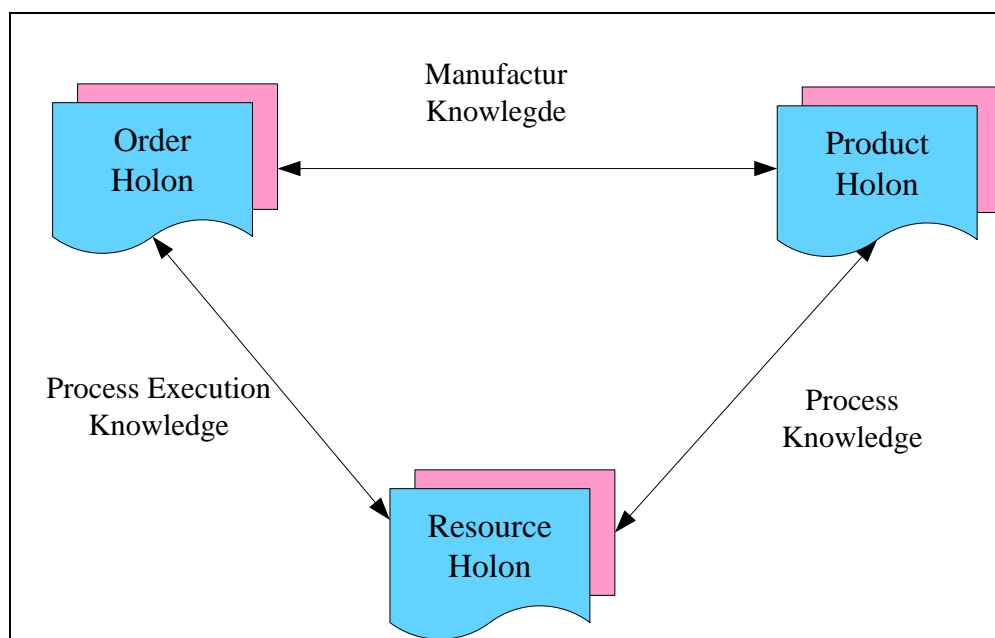 Manufactur
Knowlegde
Order
Holon
Product
Holon
Process Execution
Knowledge
Process
Knowledge
Resource
Holon